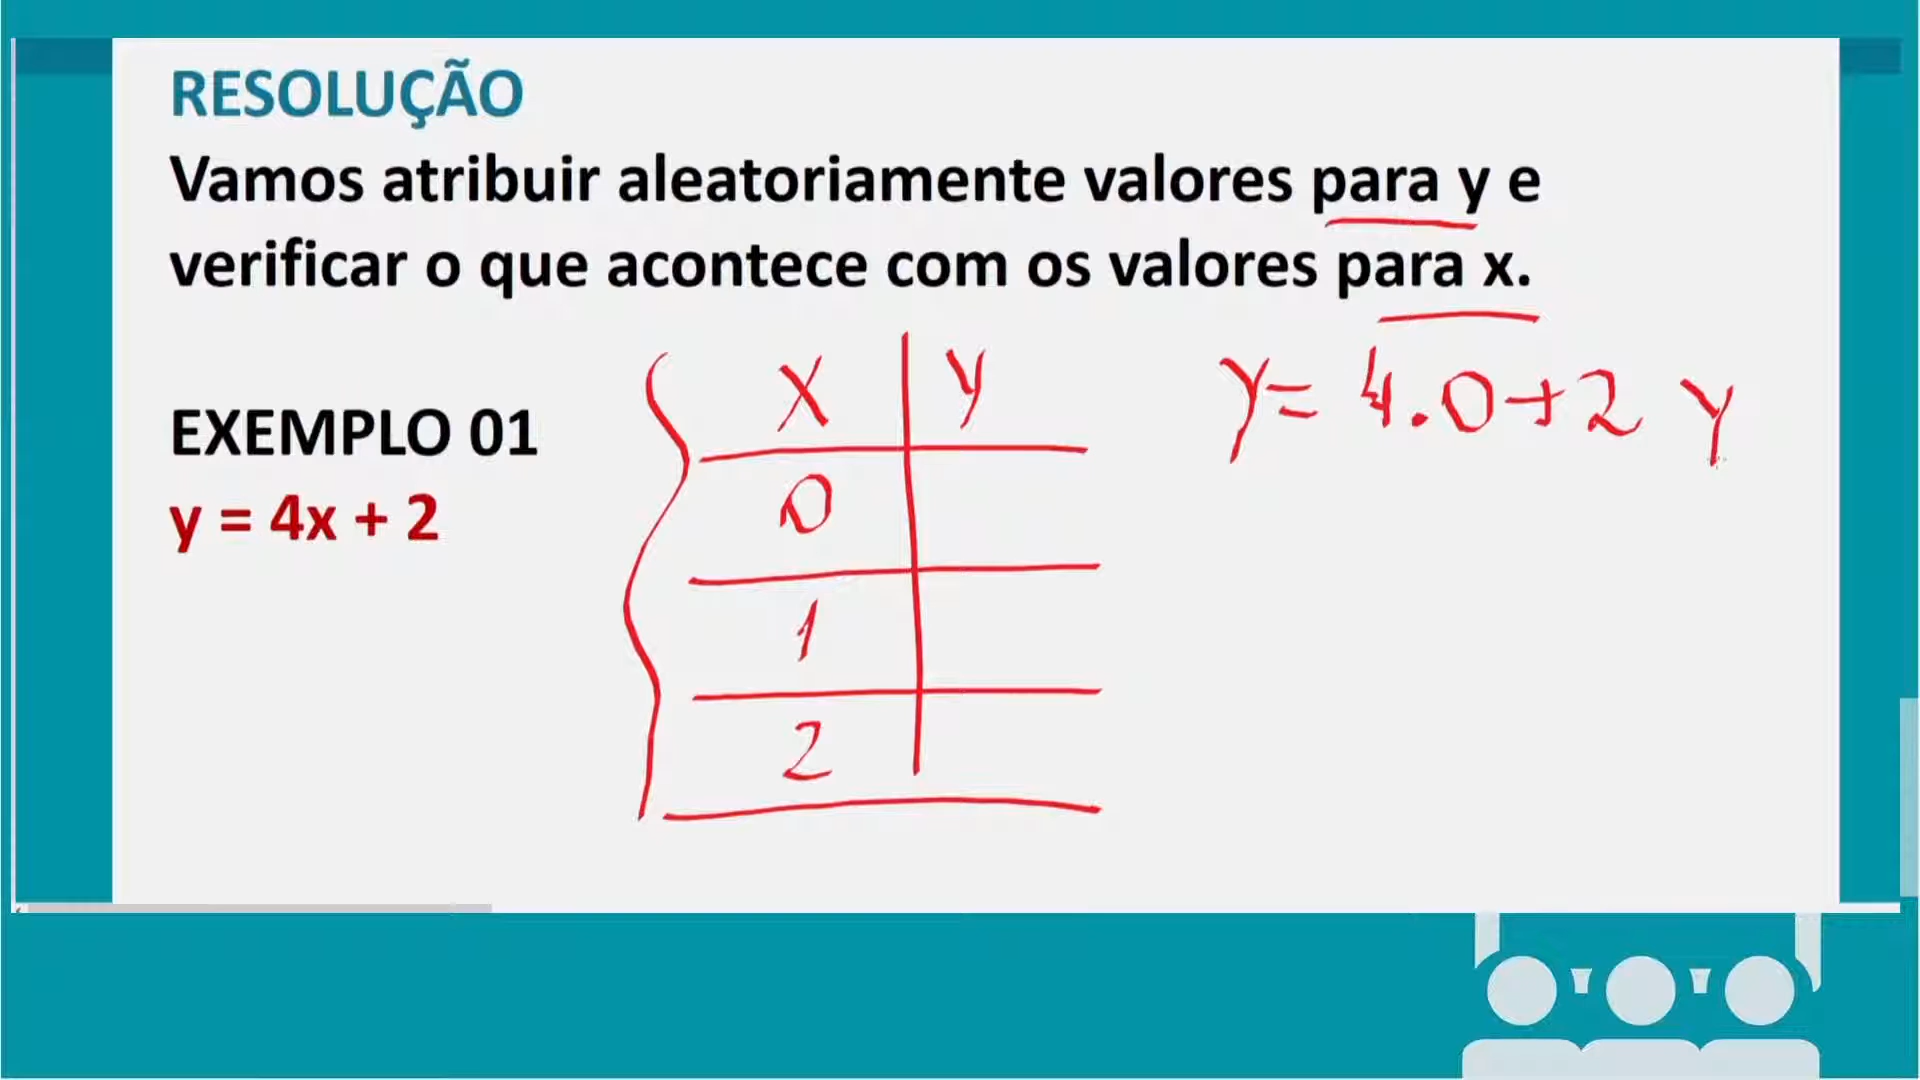 RESOLUÇÃO
Vamos atribuir aleatoriamente valores para y e
verificar o que acontece com os valores para x.
EXEMPLO 01
y = 4x + 2
X y
0
1
2
y= 4.0+2 y